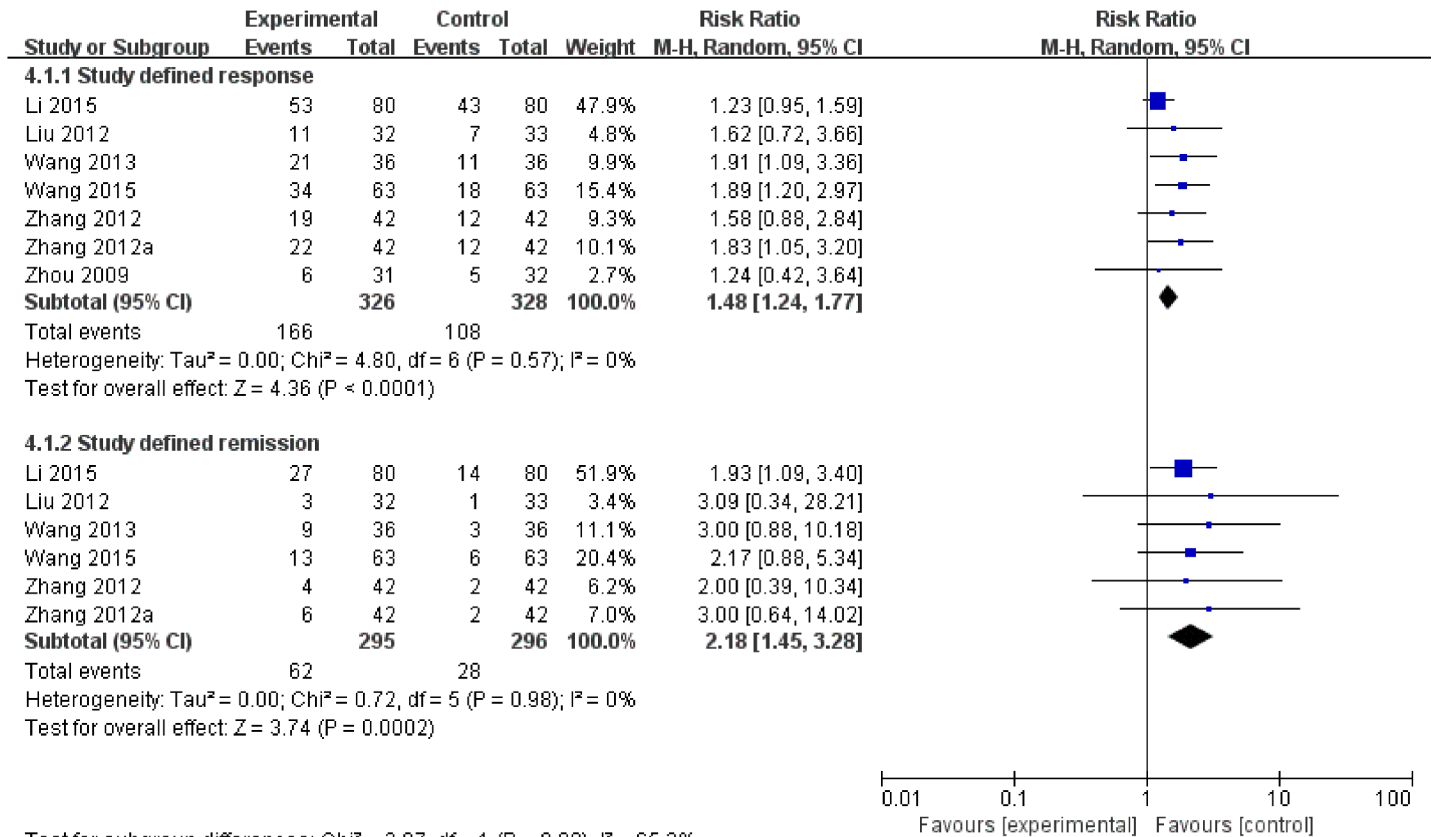 Experimental Control Risk Ratio Risk Ratio
Study or Subgroup Events Total Events Total Weight M-H, Random, 95% CI M-H, Random, 95% CI
4.1.1 Study defined response
Li 2015 53 80 43 80 47.9% 1.23 [0.95, 1.59]
Liu 2012 11 32 7 33 4.8% 1.62 [0.72, 3.66]
Wang 2013 21 36 11 36 9.9% 1.91 [1.09, 3.36]
Wang 2015 34 63 18 63 15.4% 1.89 [1.20, 2.97]
Zhang 2012 19 42 12 42 9.3% 1.58 [0.88, 2.84]
Zhang 2012a 22 42 12 42 10.1% 1.83 [1.05, 3.20]
Zhou 2009 6 31 5 32 2.7% 1.24 [0.42, 3.64]
Subtotal (95% CI) 326 328 100.0% 1.48 [1.24, 1.77]
Total events 166 108
Heterogeneity: Tau² = 0.00; Chi² = 4.80, df = 6 (P = 0.57); I² = 0%
Test for overall effect: Z = 4.36 (P < 0.0001)
4.1.2 Study defined remission
Li 2015 27 80 14 80 51.9% 1.93 [1.09, 3.40]
Liu 2012 3 32 1 33 3.4% 3.09 [0.34, 28.21]
Wang 2013 9 36 3 36 11.1% 3.00 [0.88, 10.18]
Wang 2015 13 63 6 63 20.4% 2.17 [0.88, 5.34]
Zhang 2012 4 42 2 42 6.2% 2.00 [0.39, 10.34]
Zhang 2012a 6 42 2 42 7.0% 3.00 [0.64, 14.02]
Subtotal (95% CI) 295 296 100.0% 2.18 [1.45, 3.28]
Total events 62 28
Heterogeneity: Tau² = 0.00; Chi² = 0.72, df = 5 (P = 0.98); I² = 0%
Test for overall effect: Z = 3.74 (P = 0.0002)
0.01 0.1 1 10 100
Favours [experimental] Favours [control]
Test for subgroup differences: Chi² =